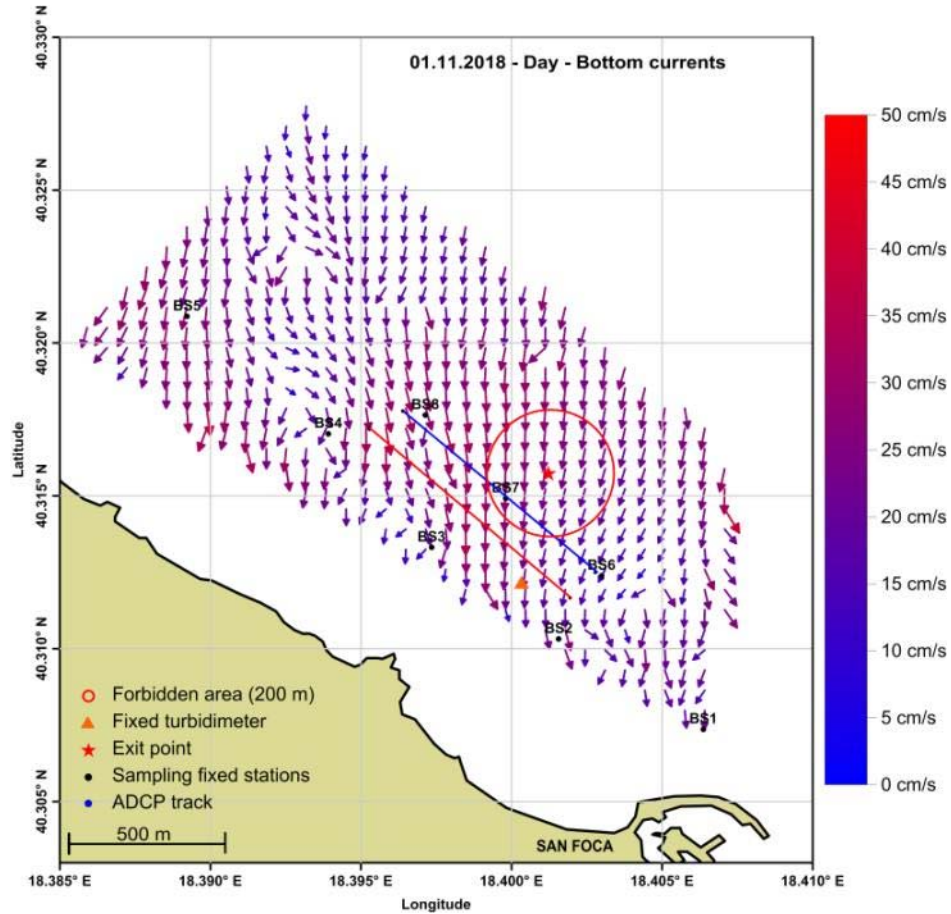 01.11.2018 - Day - Bottom currents
40.330° N
40.325° N
40.320° N
40.315° N
40.310° N
40.305° N
Latitude
50 cm/s
45 cm/s
40 cm/s
35 cm/s
30 cm/s
25 cm/s
20 cm/s
15 cm/s
10 cm/s
5 cm/s
0 cm/s
BS5
BS8
BS4
BS7
BS3
BS6
BS2
BS1
Forbidden area (200 m)
Fixed turbidimeter
Exit point
Sampling fixed stations
ADCP track
500 m
SAN FOCA
18.385° E
18.390° E
18.395° E
18.400° E
18.405° E
18.410° E
Longitude